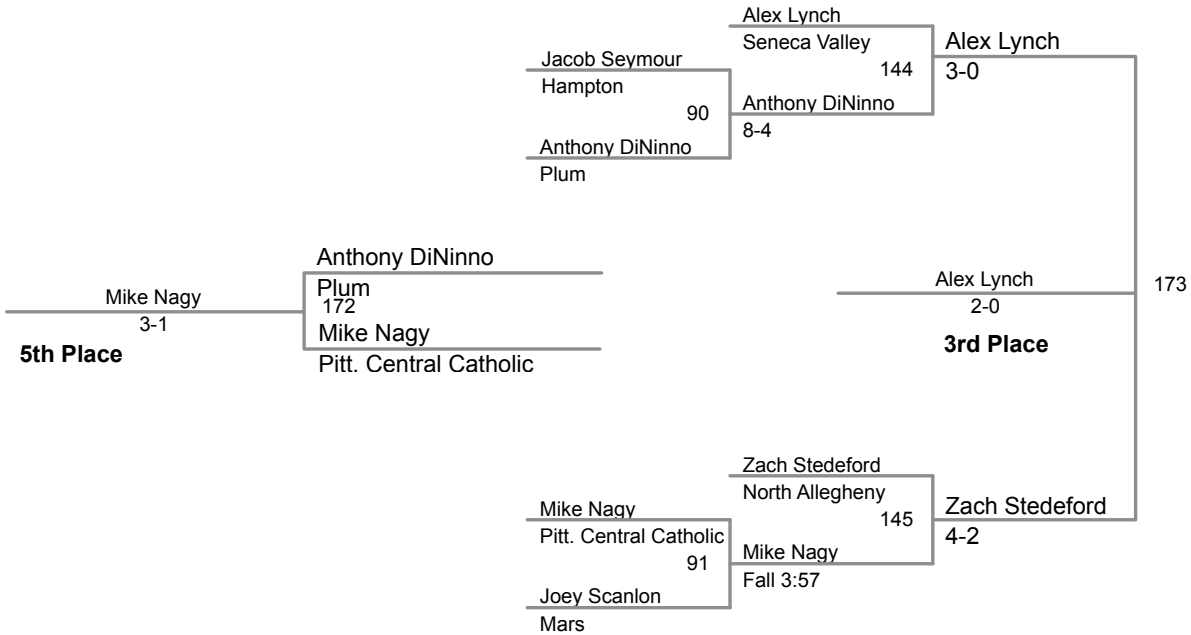 Alex Lynch
Seneca Valley
144
Alex Lynch
3-0
Jacob Seymour
Hampton
90
Anthony DiNinno
8-4
Anthony DiNinno
Plum
Anthony DiNinno
Plum
172
Mike Nagy
3-1
5th Place
Mike Nagy
Pitt. Central Catholic
Alex Lynch
2-0
3rd Place
173
Zach Stedeford
North Allegheny
145
Zach Stedeford
4-2
Mike Nagy
Pitt. Central Catholic
91
Mike Nagy
Fall 3:57
Joey Scanlon
Mars